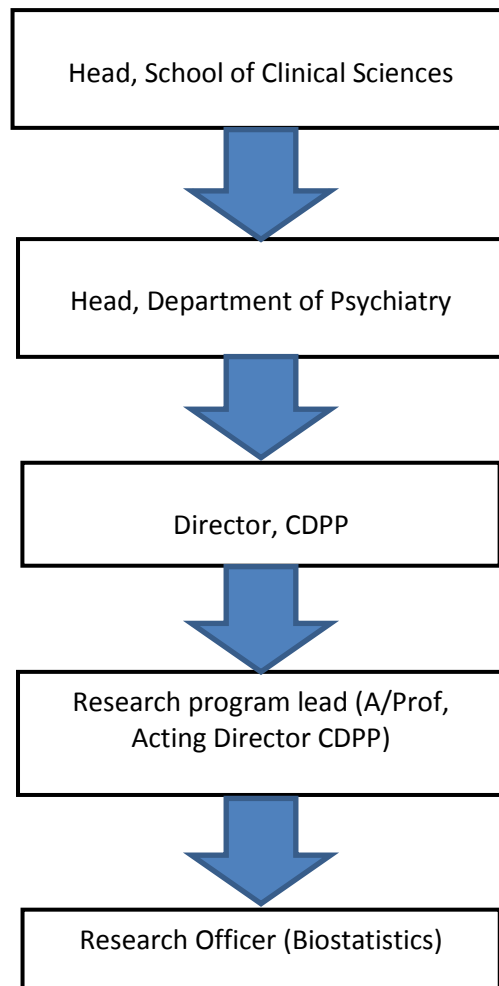 Head, School of Clinical Sciences
Head, Department of Psychiatry
Director, CDPP
Research program lead (A/Prof,
Acting Director CDPP)
Research Officer (Biostatistics)